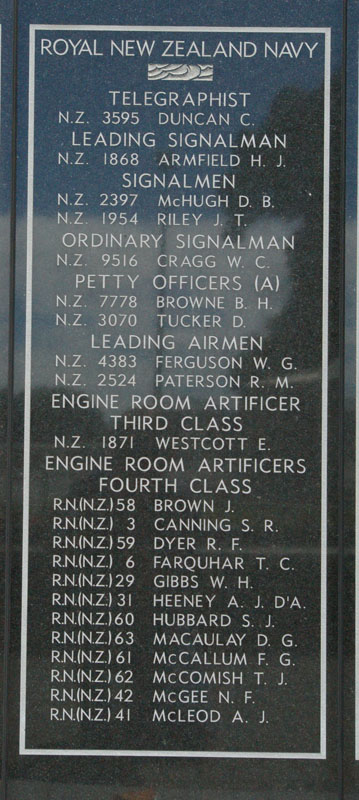 ROYAL NEW ZEALAND NAVY
TELEGRAPHIST
N.Z. 3595 DUNCAN C.
LEADING SIGNALMAN
N.Z. 1868 ARMFIELD H. J.
SIGNALMEN
N.Z. 2397 McHUGH D. B.
N.Z. 1954 RILEY J. T.
ORDINARY SIGNALMAN
N.Z. 9516 CRAGG W. C.
PETTY OFFICERS (A)
N.Z. 7778 BROWNE B. H.
N.Z. 3070 TUCKER D.
LEADING AIRMEN
N.Z. 4383 FERGUSON W. G.
N.Z. 2524 PATERSON R. M.
ENGINE ROOM ARTIFICER
THIRD CLASS
N.Z. 1871 WESTCOTT E.
ENGINE ROOM ARTIFICERS
FOURTH CLASS
R.N.(N.Z.) 58 BROWN J.
R.N.(N.Z.) 3 CANNING S. R.
R.N.(N.Z.) 59 DYER R. F.
R.N.(N.Z.) 6 FARQUHAR T. C.
R.N.(N.Z.) 29 GIBBS W. H.
R.N.(N.Z.) 31 HEENEY A. J. D'A.
R.N.(N.Z.) 60 HUBBARD S. J.
R.N.(N.Z.) 63 MACAULAY D. G.
R.N.(N.Z.) 61 McCALLUM F. G.
R.N.(N.Z.) 62 McCOMISH T. J.
R.N.(N.Z.) 42 McGEE N. F.
R.N.(N.Z.) 41 McLEOD A. J.